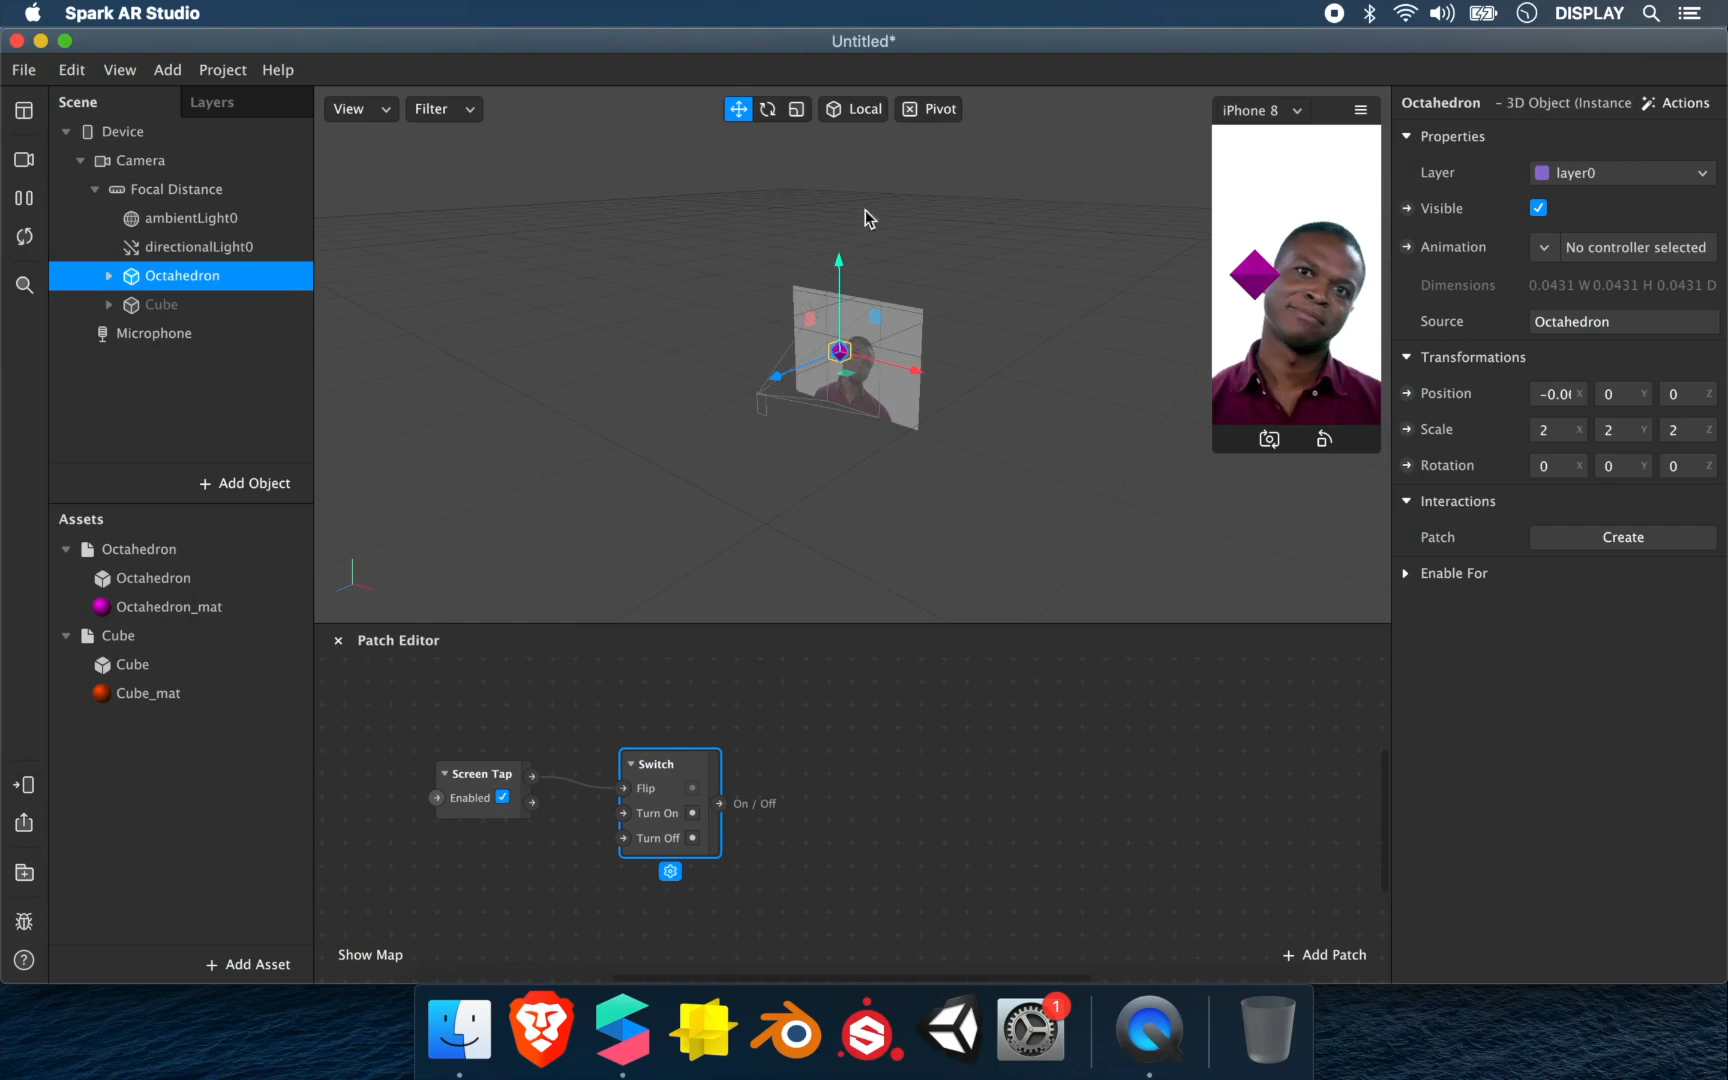 Spark AR Studio
DISPLAY
Untitled*
File Edit View Add Project Help
Scene
Layers
Device
Camera
Focal Distance
ambientLight0
directionalLight0
Octahedron
Cube
Microphone
+ Add Object
Assets
Octahedron
Octahedron
Octahedron_mat
Cube
Cube
Cube_mat
+ Add Asset
View
Filter
Local
Pivot
iPhone 8
Patch Editor
Screen Tap
Enabled
Switch
Flip
Turn On
Turn Off
On / Off
Show Map
+ Add Patch
Octahedron - 3D Object (Instance
Actions
Properties
Layer layer0
Visible
Animation No controller selected
Dimensions 0.0431 W 0.0431 H 0.0431 D
Source Octahedron
Transformations
Position -0.0 X 0 Y 0 Z
Scale 2 X 2 Y 2 Z
Rotation 0 X 0 Y 0 Z
Interactions
Patch Create
Enable For
1